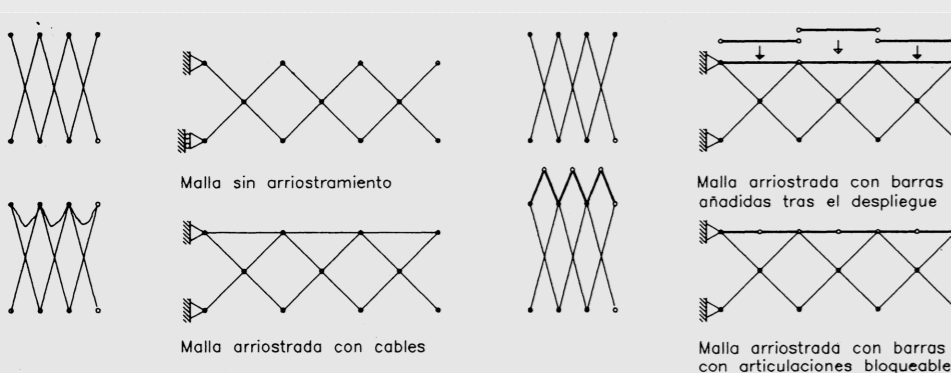 Malla sin arriostramiento
Malla arriostrada con barras
añadidas tras el despliegue
Malla arriostrada con cables
Malla arriostrada con barras
con articulaciones bloqueable